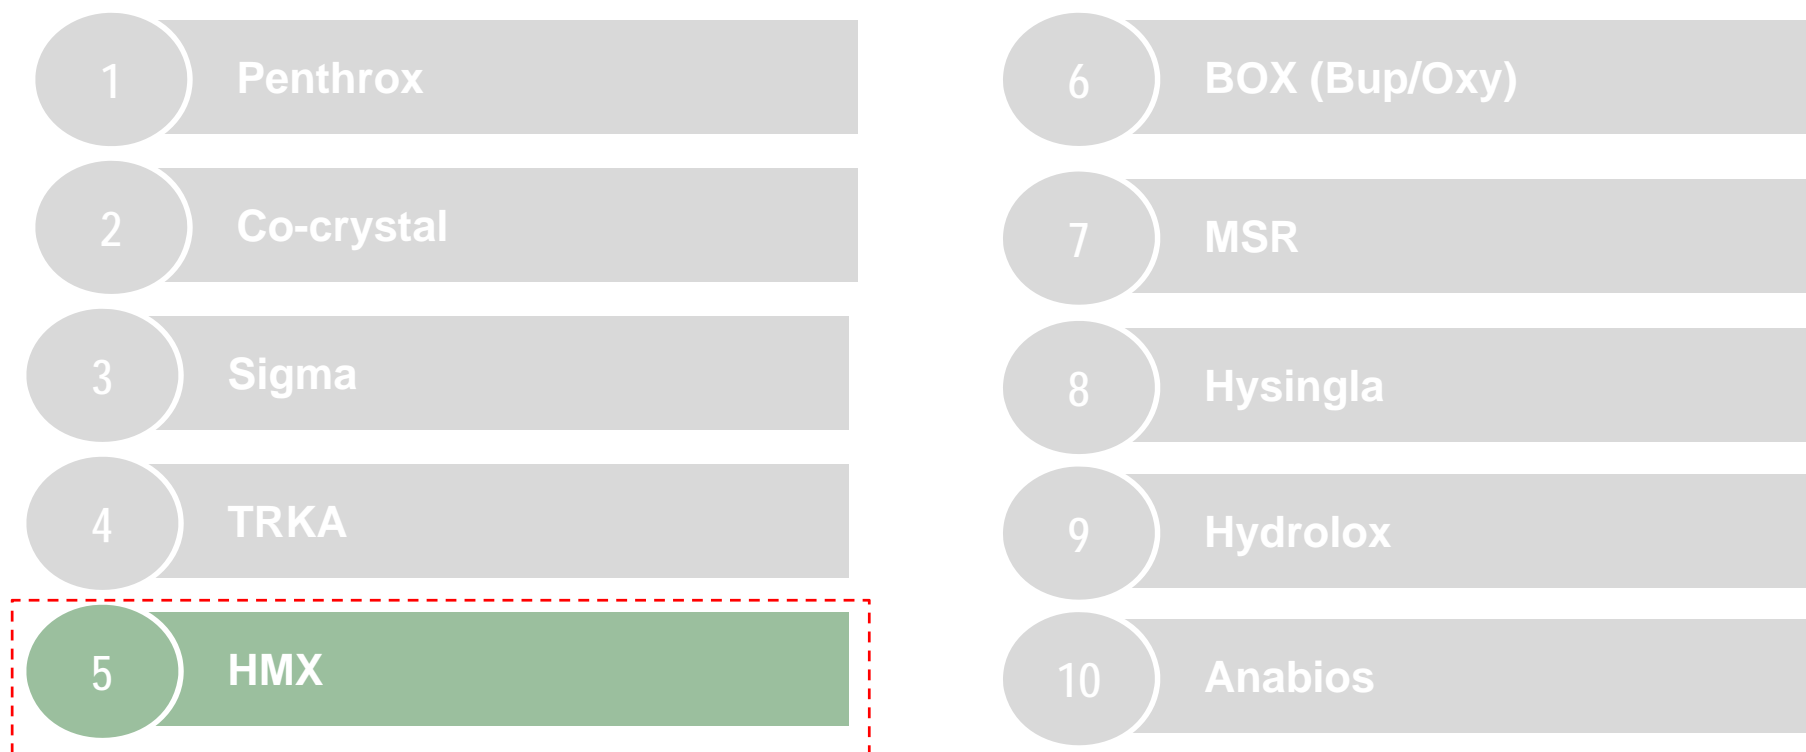 1 Penthrox
2 Co-crystal
3 Sigma
4 TRKA
5 HMX
6 BOX (Bup/Oxy)
7 MSR
8 Hysingla
9 Hydrolox
10 Anabios